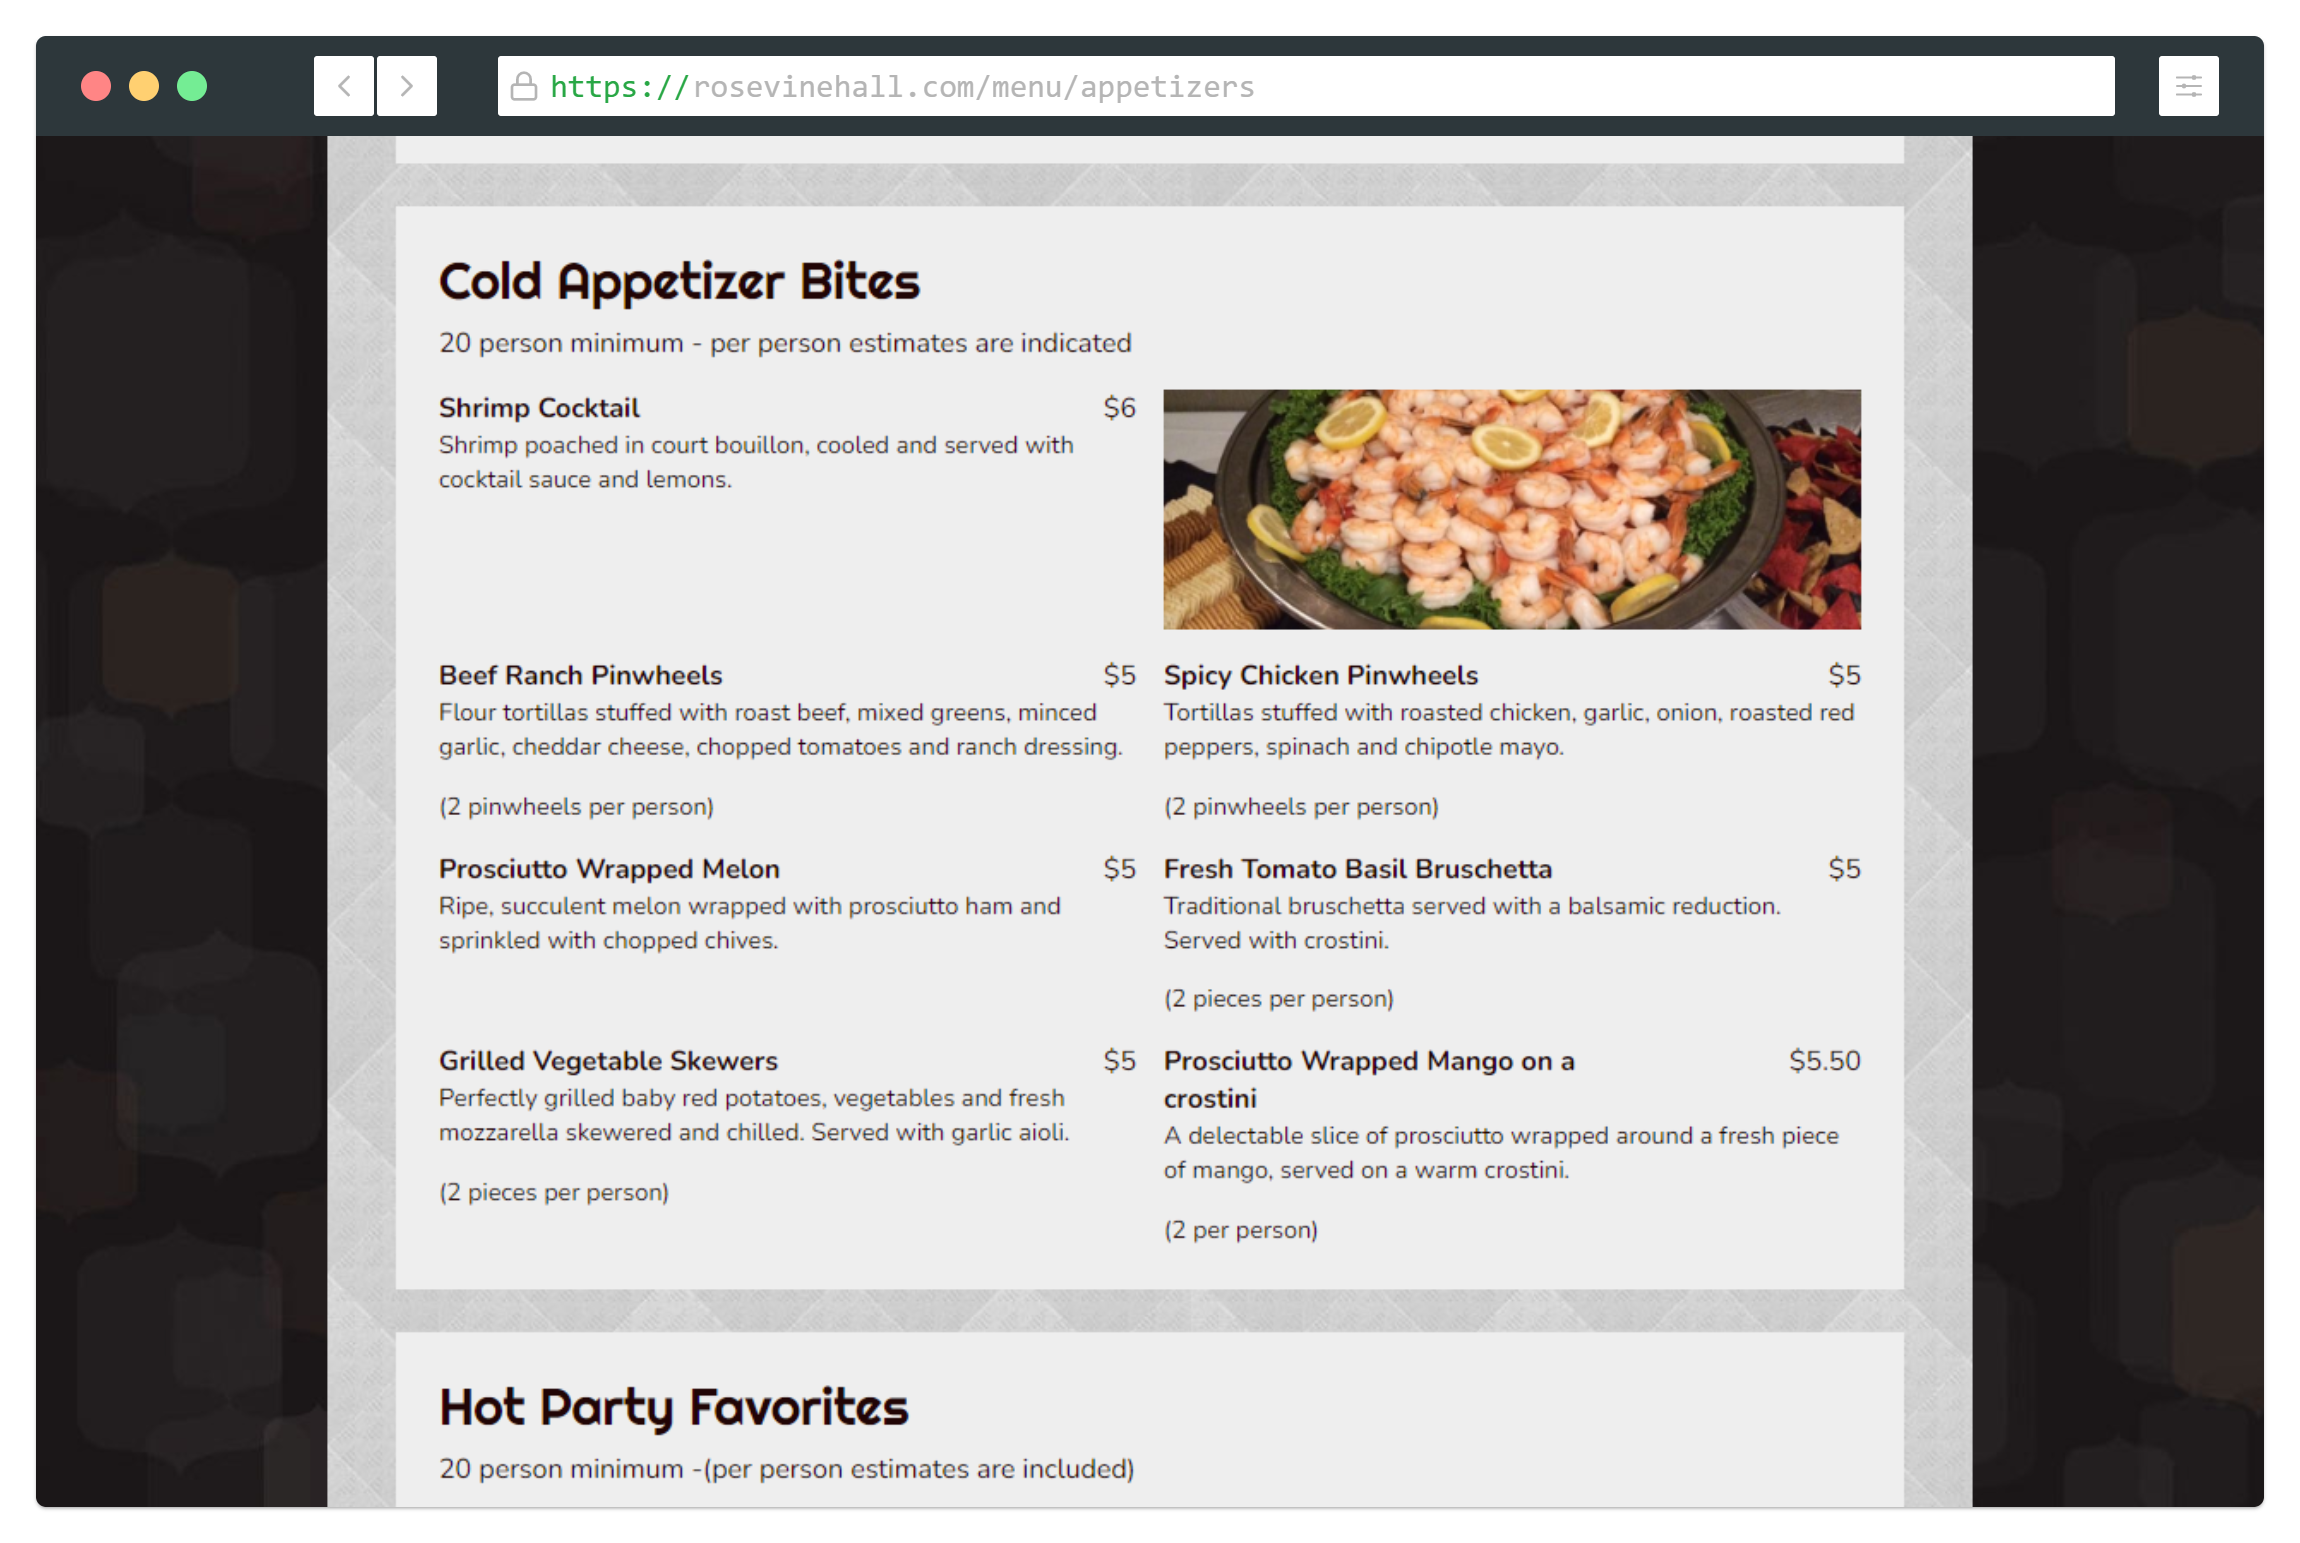 https://rosevinehall.com/menu/appetizers
Cold Appetizer Bites
20 person minimum - per person estimates are indicated
Shrimp Cocktail $6
Shrimp poached in court bouillon, cooled and served with
cocktail sauce and lemons.
Beef Ranch Pinwheels $5
Flour tortillas stuffed with roast beef, mixed greens, minced
garlic, cheddar cheese, chopped tomatoes and ranch dressing.
(2 pinwheels per person)
Spicy Chicken Pinwheels $5
Tortillas stuffed with roasted chicken, garlic, onion, roasted red
peppers, spinach and chipotle mayo.
(2 pinwheels per person)
Prosciutto Wrapped Melon $5
Ripe, succulent melon wrapped with prosciutto ham and
sprinkled with chopped chives.
Fresh Tomato Basil Bruschetta $5
Traditional bruschetta served with a balsamic reduction.
Served with crostini.
(2 pieces per person)
Grilled Vegetable Skewers $5
Perfectly grilled baby red potatoes, vegetables and fresh
mozzarella skewered and chilled. Served with garlic aioli.
(2 pieces per person)
Prosciutto Wrapped Mango on a $5.50
crostini
A delectable slice of prosciutto wrapped around a fresh piece
of mango, served on a warm crostini.
(2 per person)
Hot Party Favorites
20 person minimum -(per person estimates are included)